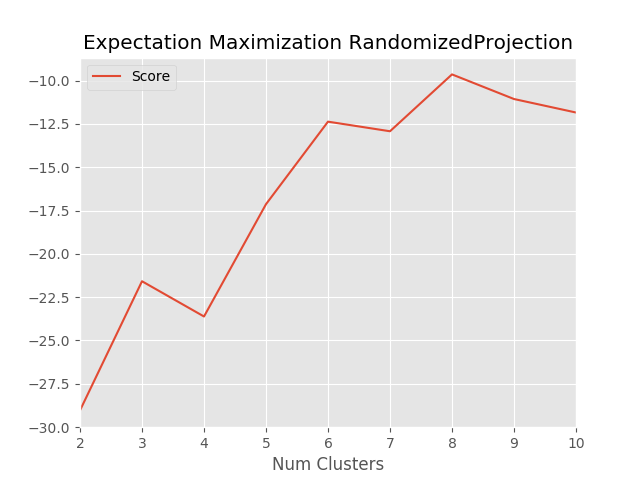 Expectation Maximization RandomizedProjection
Score
−10.0
−12.5
−15.0
−17.5
−20.0
−22.5
−25.0
−27.5
−30.0
2 3 4 5 6 7 8 9 10
Num Clusters